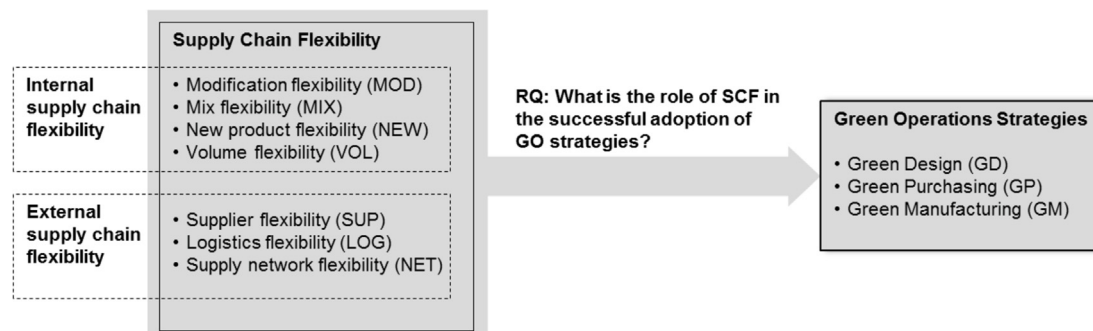 Supply Chain Flexibility
Internal
supply chain
flexibility
• Modification flexibility (MOD)
• Mix flexibility (MIX)
• New product flexibility (NEW)
• Volume flexibility (VOL)
External
supply chain
flexibility
• Supplier flexibility (SUP)
• Logistics flexibility (LOG)
• Supply network flexibility (NET)
RQ: What is the role of SCF in
the successful adoption of
GO strategies?
Green Operations Strategies
• Green Design (GD)
• Green Purchasing (GP)
• Green Manufacturing (GM)